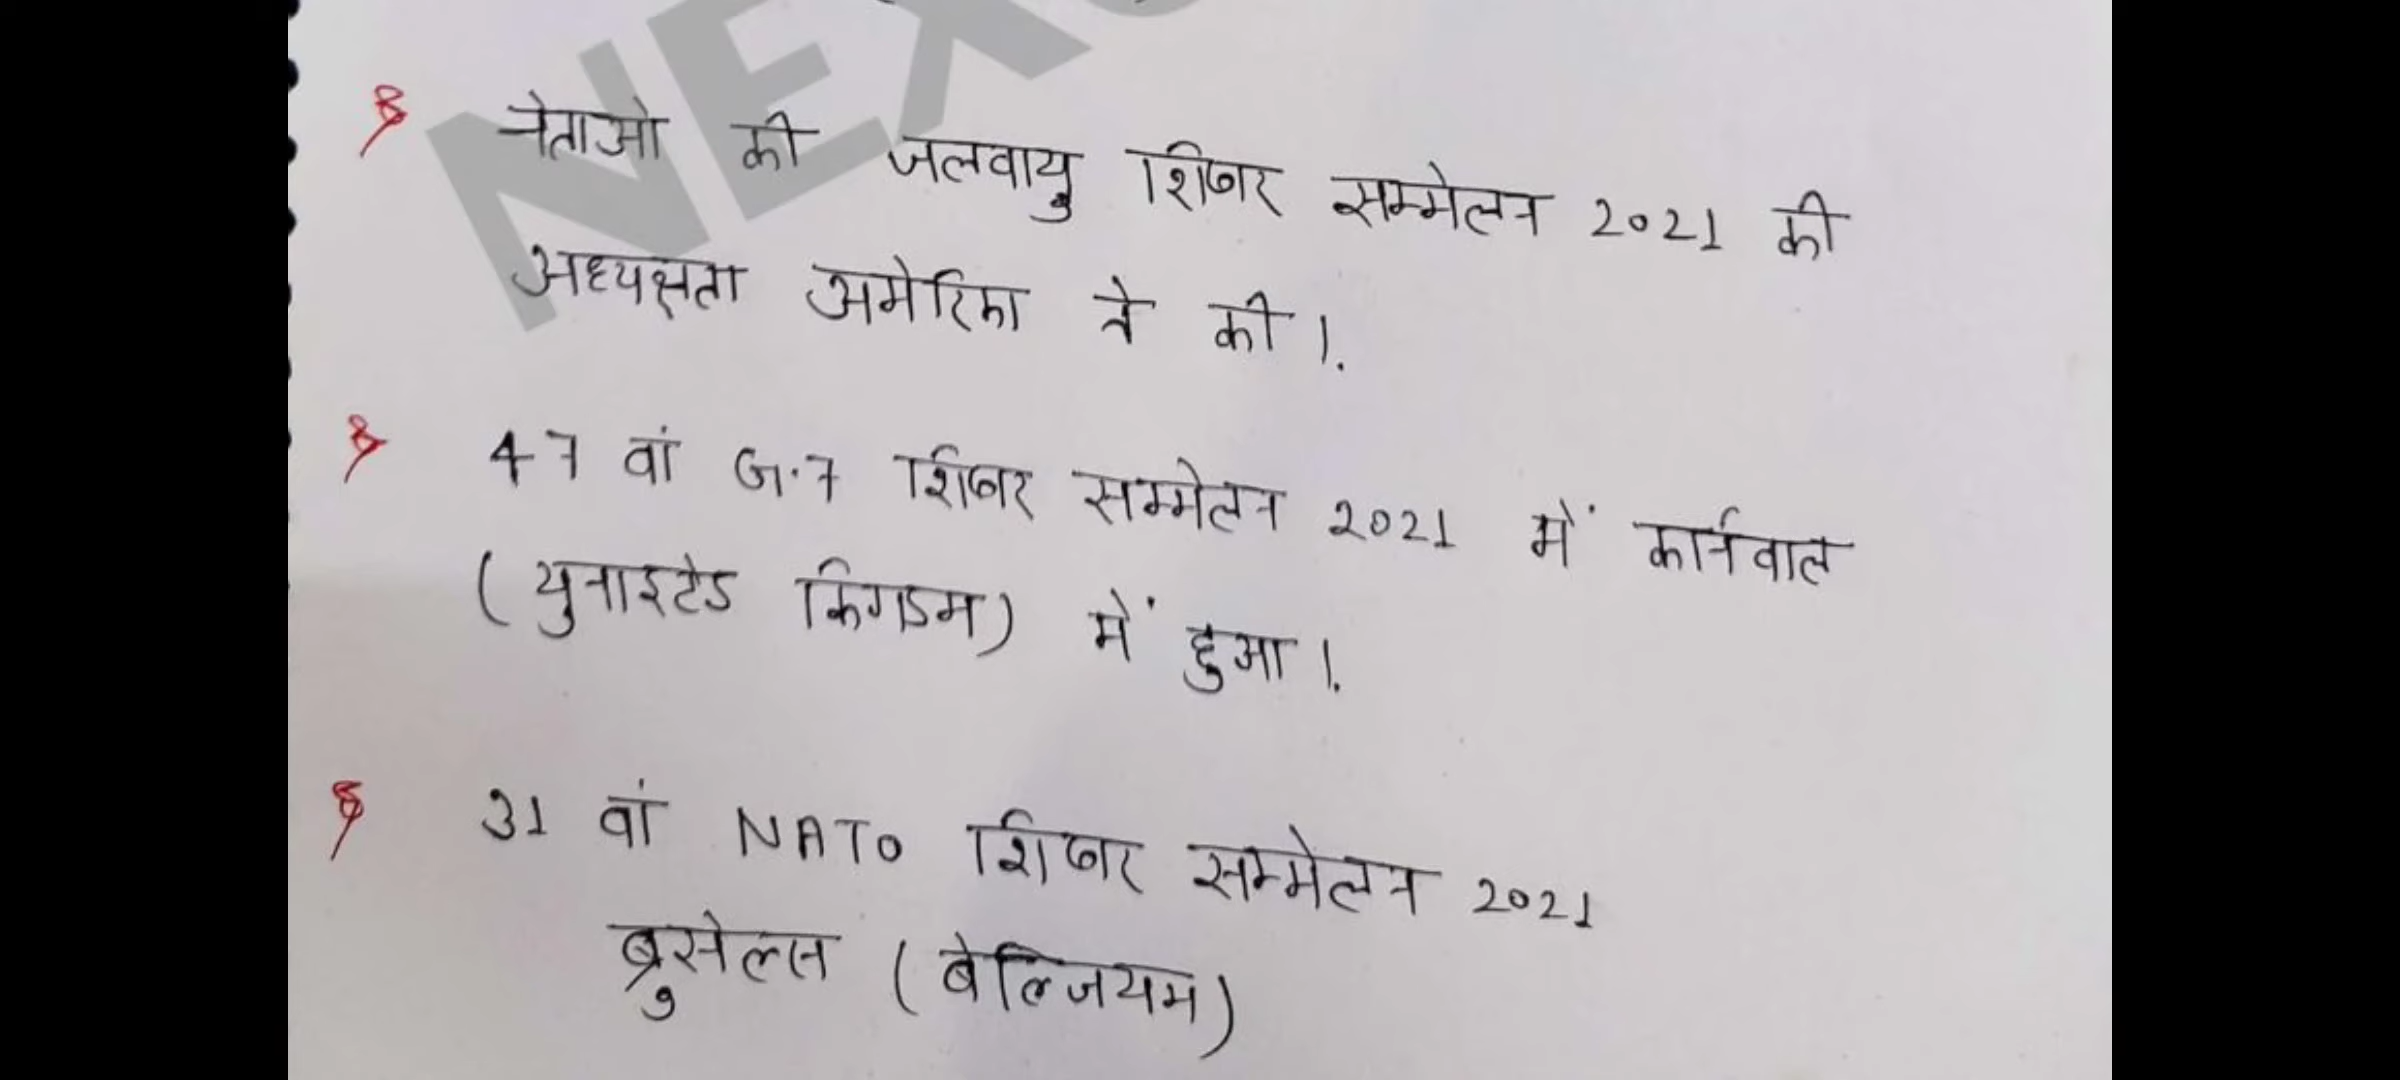 NEXU
नेताओ की जलवायु शिखर सम्मेलन 2021 की
अध्यक्षता अमेरिका ने की।.
47 वां G.7 शिखर सम्मेलन 2021 में कार्नवाल
(युनाइटेड किंगडम) में हुआ।.
31 वां NATO शिखर सम्मेलन 2021
ब्रुसेल्स (बेल्जियम)